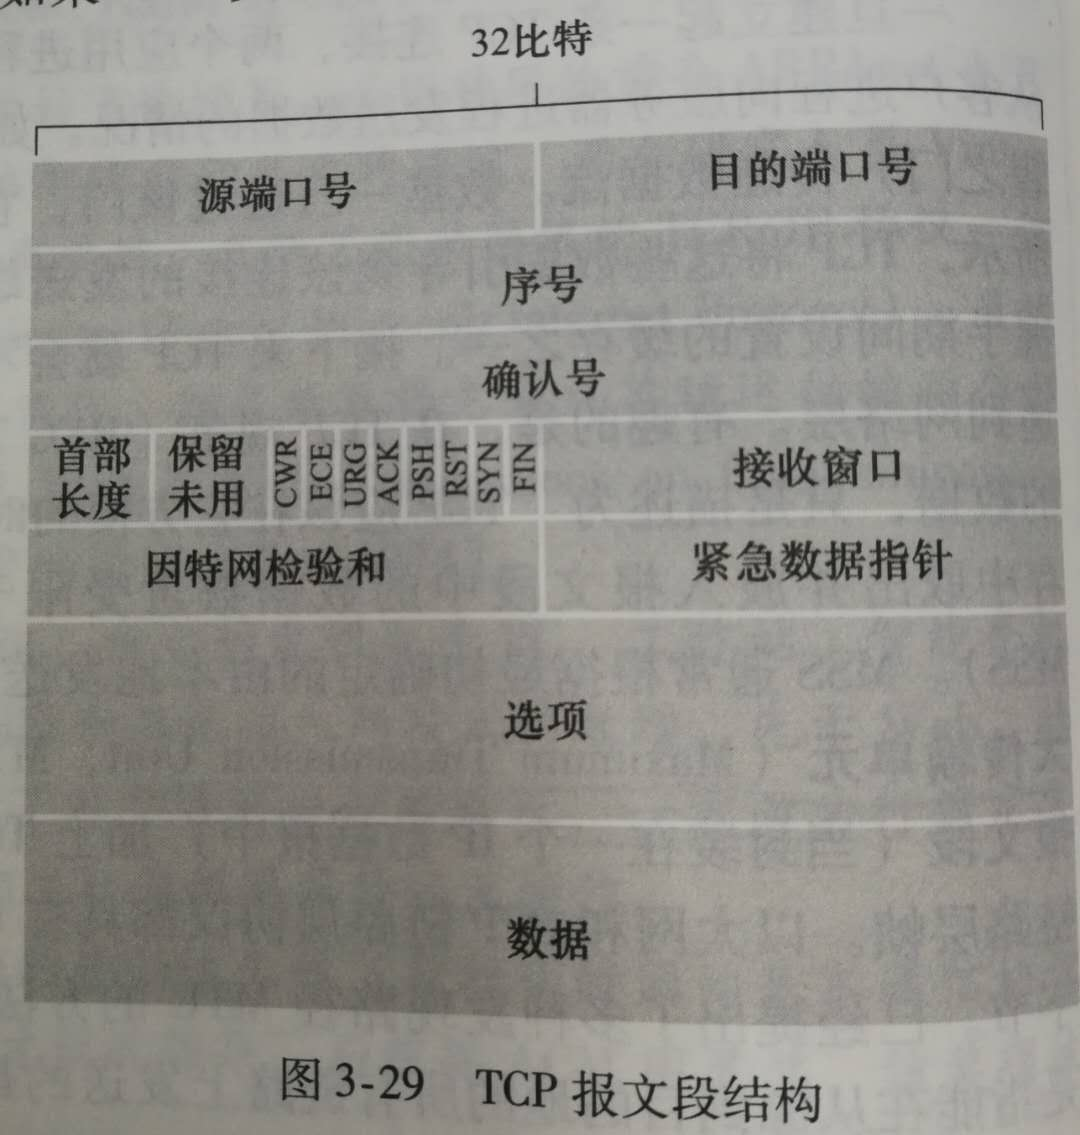 32比特
源端口号 目的端口号
序号
确认号
首部长度 保留未用 CWR ECE URG ACK PSH RST SYN FIN 接收窗口
因特网检验和 紧急数据指针
选项
数据
图 3-29 TCP 报文段结构